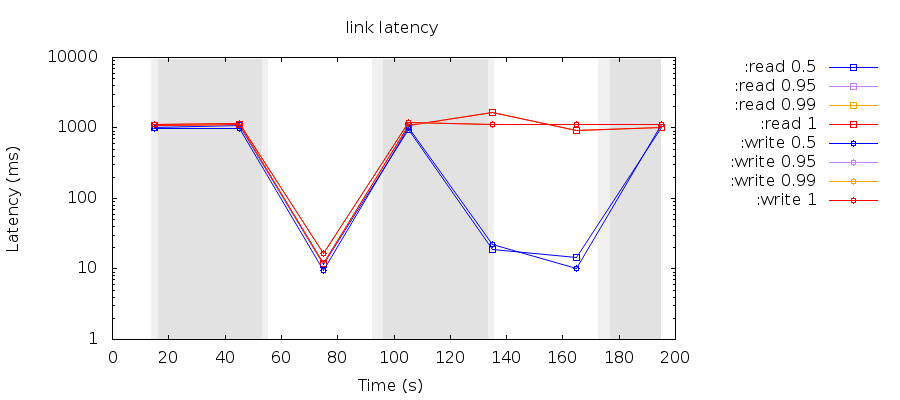 link latency
10000
1000
100
10
1
Latency (ms)
0 20 40 60 80 100 120 140 160 180 200
Time (s)
:read 0.5
:read 0.95
:read 0.99
:read 1
:write 0.5
:write 0.95
:write 0.99
:write 1